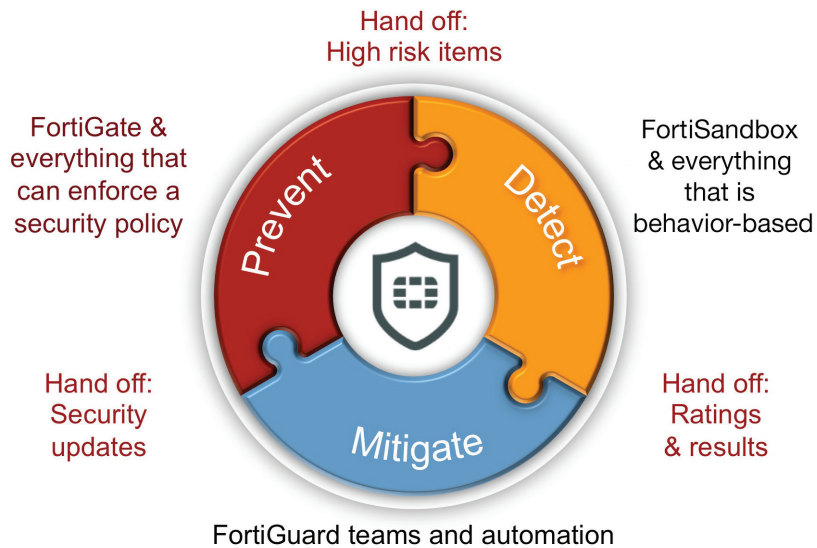 Hand off:
High risk items
FortiGate &
everything that
can enforce a
security policy
Prevent
Detect
FortiSandbox
& everything
that is
behavior-based
Hand off:
Security
updates
Mitigate
Hand off:
Ratings
& results
FortiGuard teams and automation